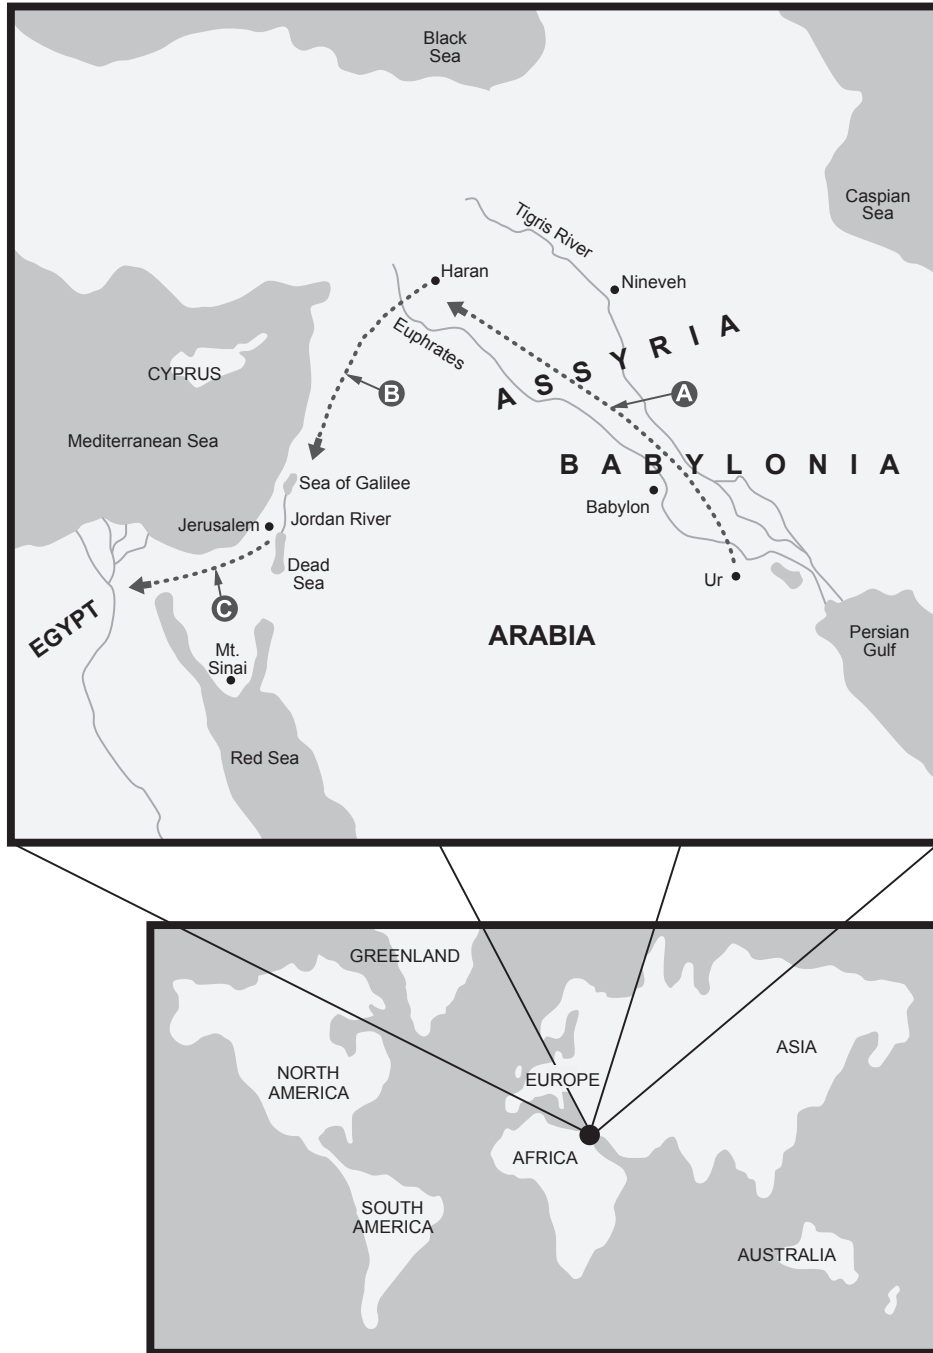 Black
Sea
Caspian
Sea
Tigris River
Haran
Nineveh
Euphrates
ASSYRIA
CYPRUS
B
A
Mediterranean Sea
BABYLONIA
Sea of Galilee
Babylon
Jerusalem
Jordan River
Dead
Sea
Ur
C
EGYPT
ARABIA
Persian
Gulf
Mt.
Sinai
Red Sea
GREENLAND
ASIA
NORTH
AMERICA
EUROPE
AFRICA
SOUTH
AMERICA
AUSTRALIA